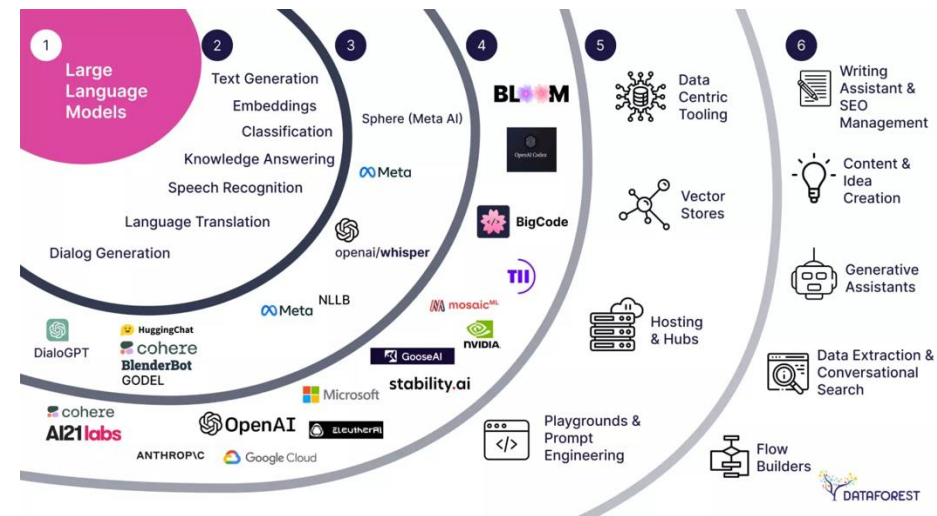 1
Large
Language
Models
2
Text Generation
Embeddings
Classification
Knowledge Answering
Speech Recognition
Language Translation
Dialog Generation
3
Sphere (Meta AI)
Meta
openai/whisper
Meta
NLLB
DialoGPT
HuggingChat
cohere
BlenderBot
GODEL
4
BLOOM
OpenAI Codex
BigCode
TII
mosaicML
NVIDIA.
GooseAI
stability.ai
Microsoft
OpenAI
EleutherAI
cohere
AI21labs
ANTHROP\C
Google Cloud
5
Data
Centric
Tooling
Vector
Stores
Hosting
& Hubs
Playgrounds &
Prompt
Engineering
</>
6
Writing
Assistant &
SEO
Management
Content &
Idea
Creation
Generative
Assistants
Data Extraction &
Conversational
Search
Flow
Builders
DATAFOREST